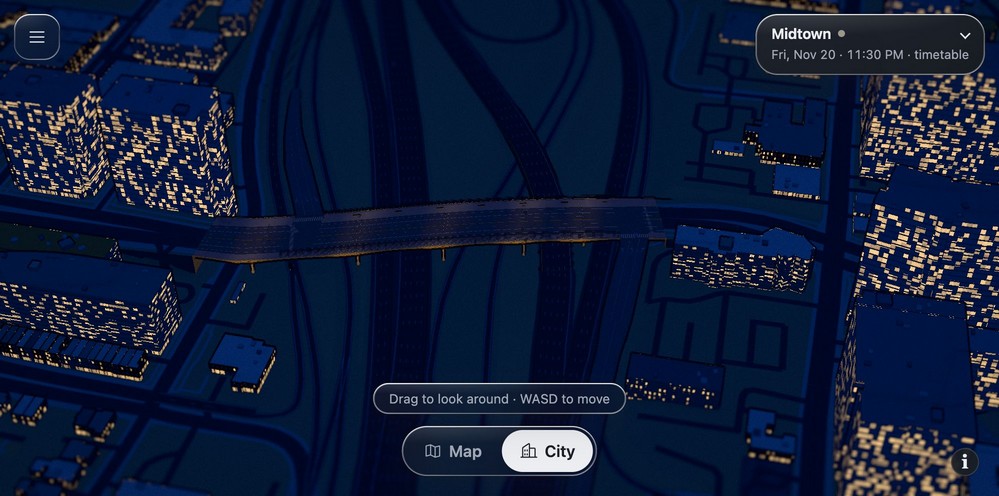 Midtown
Fri, Nov 20 · 11:30 PM · timetable
Drag to look around · WASD to move
Map
City
i